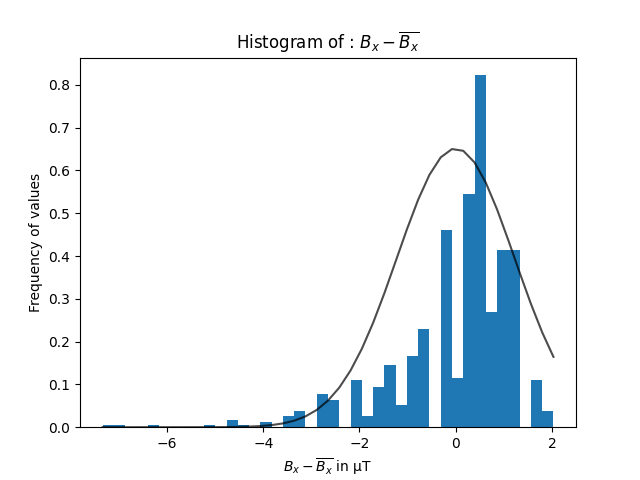 Histogram of : $B_x - \overline{B_x}$
0.8
0.7
0.6
0.5
0.4
0.3
0.2
0.1
0.0
Frequency of values
−6 −4 −2 0 2
$B_x - \overline{B_x}$ in µT